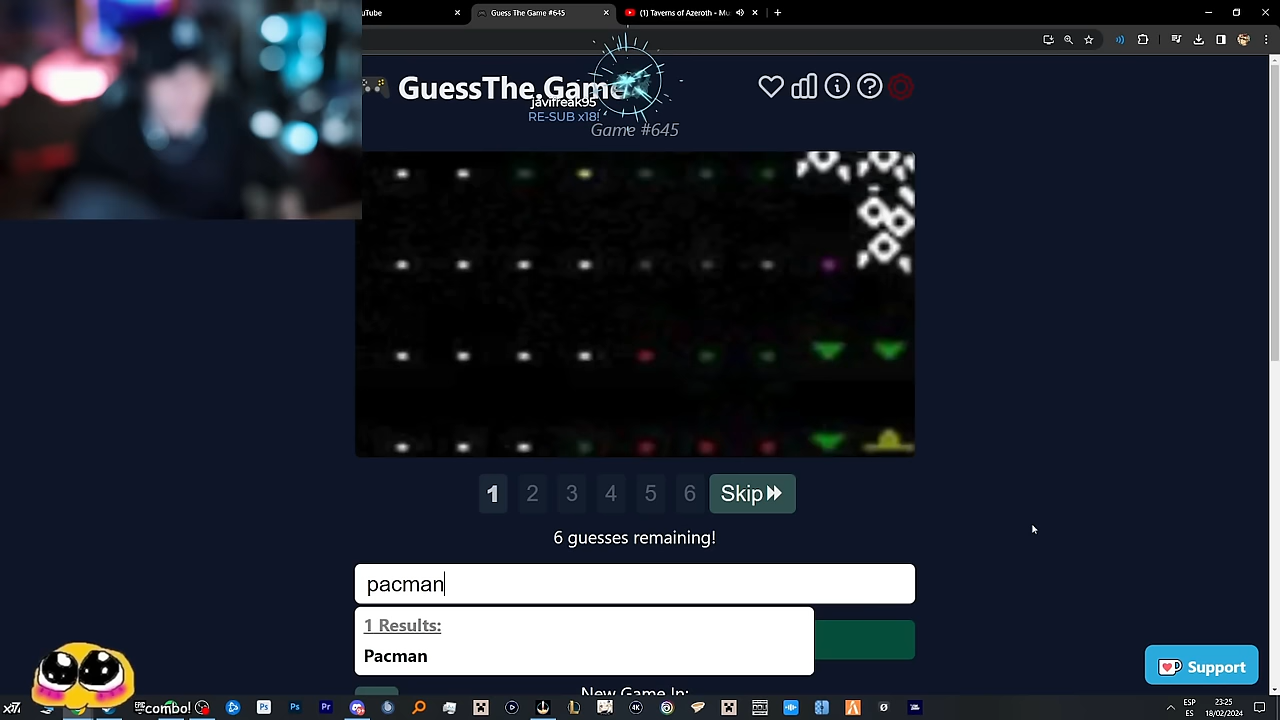 uTube
Guess The Game #645
(1) Taverns of Azeroth - Mu
GuessThe.Game
javifreak95
RE-SUB x18!
Game #645
1 2 3 4 5 6 Skip
6 guesses remaining!
pacman
1 Results:
Pacman
New Game In:
Support
x7
combo!
ESP
ES
23:25
18/02/2024